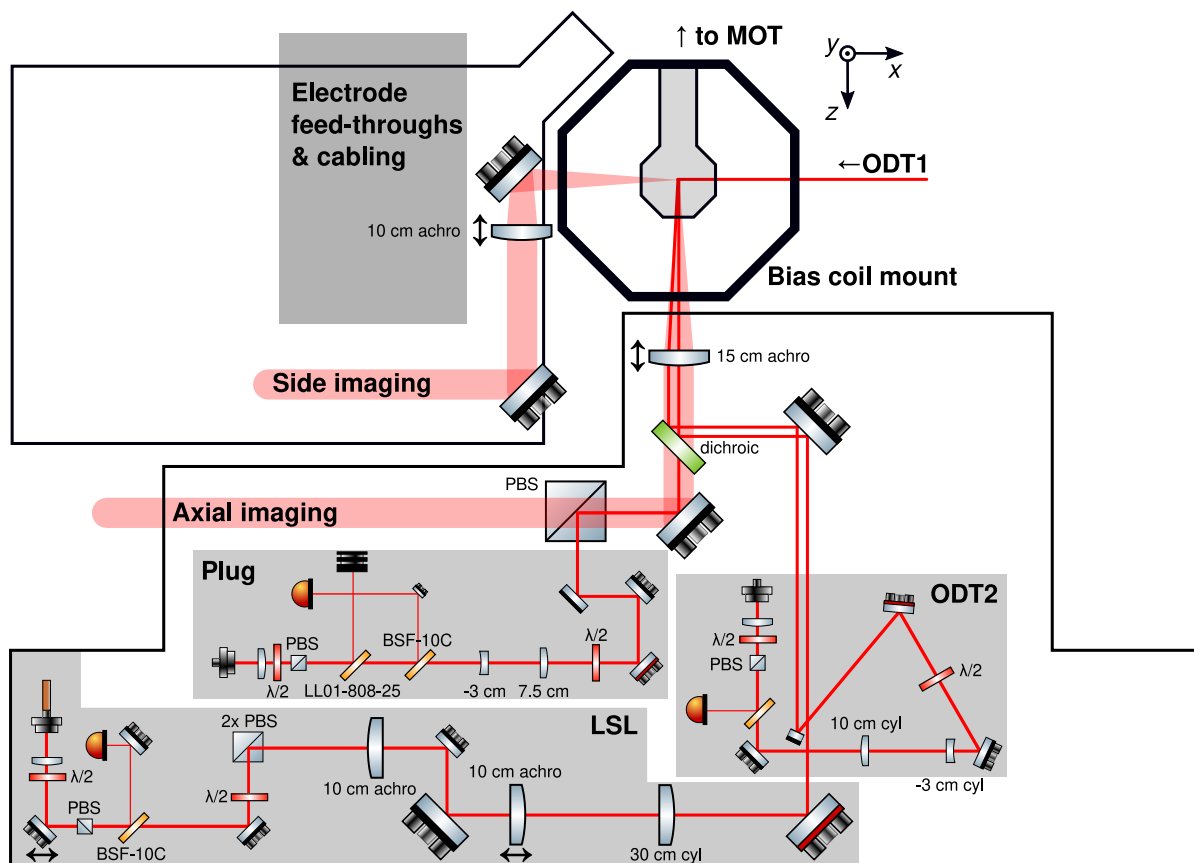 ↑ to MOT
y
x
z
Electrode
feed-throughs
& cabling
←ODT1
10 cm achro
Bias coil mount
15 cm achro
Side imaging
dichroic
PBS
Axial imaging
Plug
ODT2
λ/2
PBS
BSF-10C
λ/2
PBS
λ/2
λ/2
LL01-808-25
-3 cm
7.5 cm
2x PBS
LSL
10 cm cyl
10 cm achro
λ/2
10 cm achro
-3 cm cyl
λ/2
PBS
BSF-10C
30 cm cyl